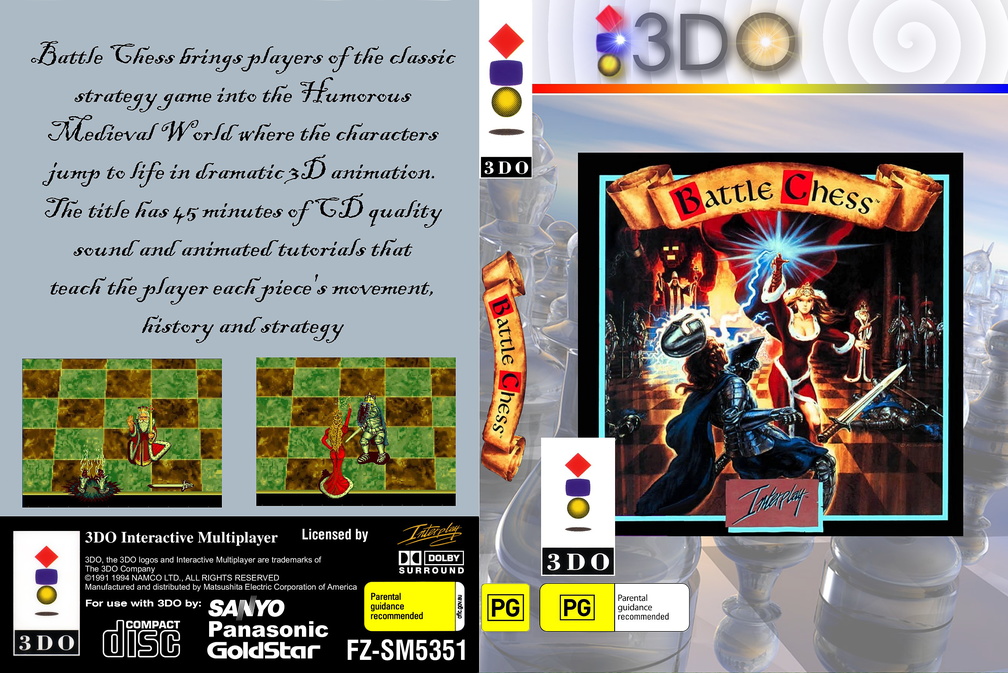 Battle Chess brings players of the classic
strategy game into the Humorous
Medieval World where the characters
jump to life in dramatic 3D animation.
The title has 45 minutes of CD quality
sound and animated tutorials that
teach the player each piece's movement,
history and strategy
3DO
3DO Interactive Multiplayer
3DO, the 3DO logos and Interactive Multiplayer are trademarks of
The 3DO Company
©1991 1994 NAMCO LTD., ALL RIGHTS RESERVED
Manufactured and distributed by Matsushita Electric Corporation of America
For use with 3DO by:
COMPACT
disc
SANYO
Panasonic
GoldStar
Licensed by
Interplay
DOLBY
SURROUND
Parental
guidance
recommended
oflc.gov.au
FZ-SM5351
3DO
Battle Chess
PG
3DO
Battle Chess™
Interplay™
3DO
PG
Parental
guidance
recommended